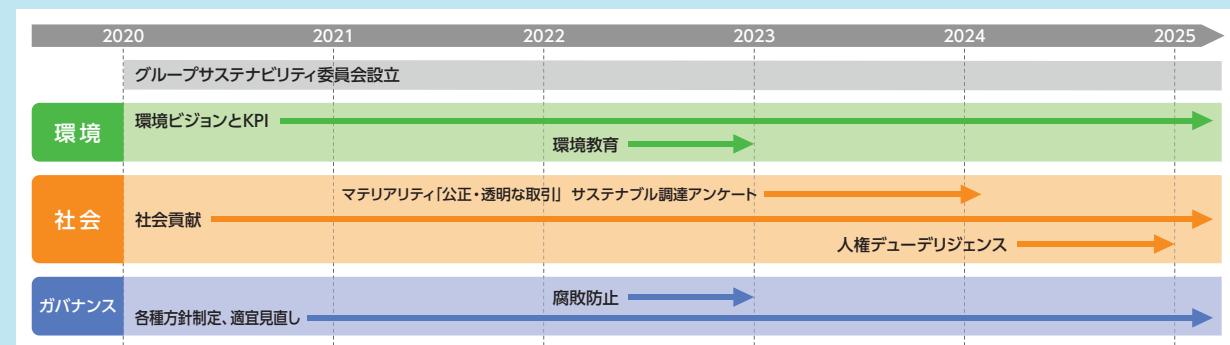 2020 2021 2022 2023 2024 2025
グループサステナビリティ委員会設立
環境
環境ビジョンとKPI
環境教育
社会
マテリアリティ「公正・透明な取引」 サステナブル調達アンケート
社会貢献
人権デューデリジェンス
ガバナンス
腐敗防止
各種方針制定、適宜見直し